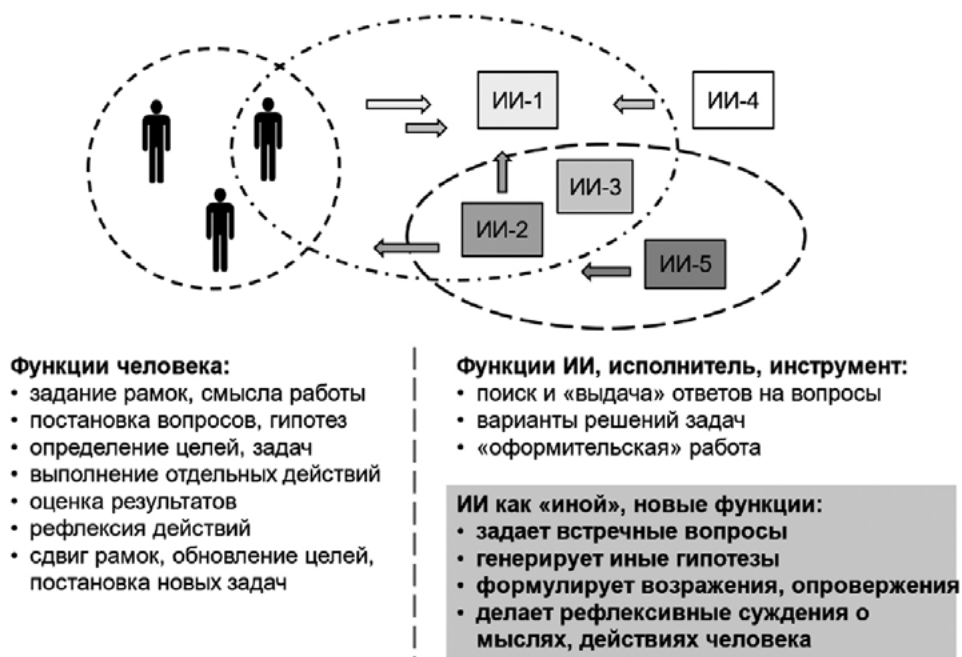 ИИ-1
ИИ-4
ИИ-3
ИИ-2
ИИ-5
Функции человека:
• задание рамок, смысла работы
• постановка вопросов, гипотез
• определение целей, задач
• выполнение отдельных действий
• оценка результатов
• рефлексия действий
• сдвиг рамок, обновление целей,
постановка новых задач
Функции ИИ, исполнитель, инструмент:
• поиск и «выдача» ответов на вопросы
• варианты решений задач
• «оформительская» работа
ИИ как «иной», новые функции:
• задает встречные вопросы
• генерирует иные гипотезы
• формулирует возражения, опровержения
• делает рефлексивные суждения о
мыслях, действиях человека